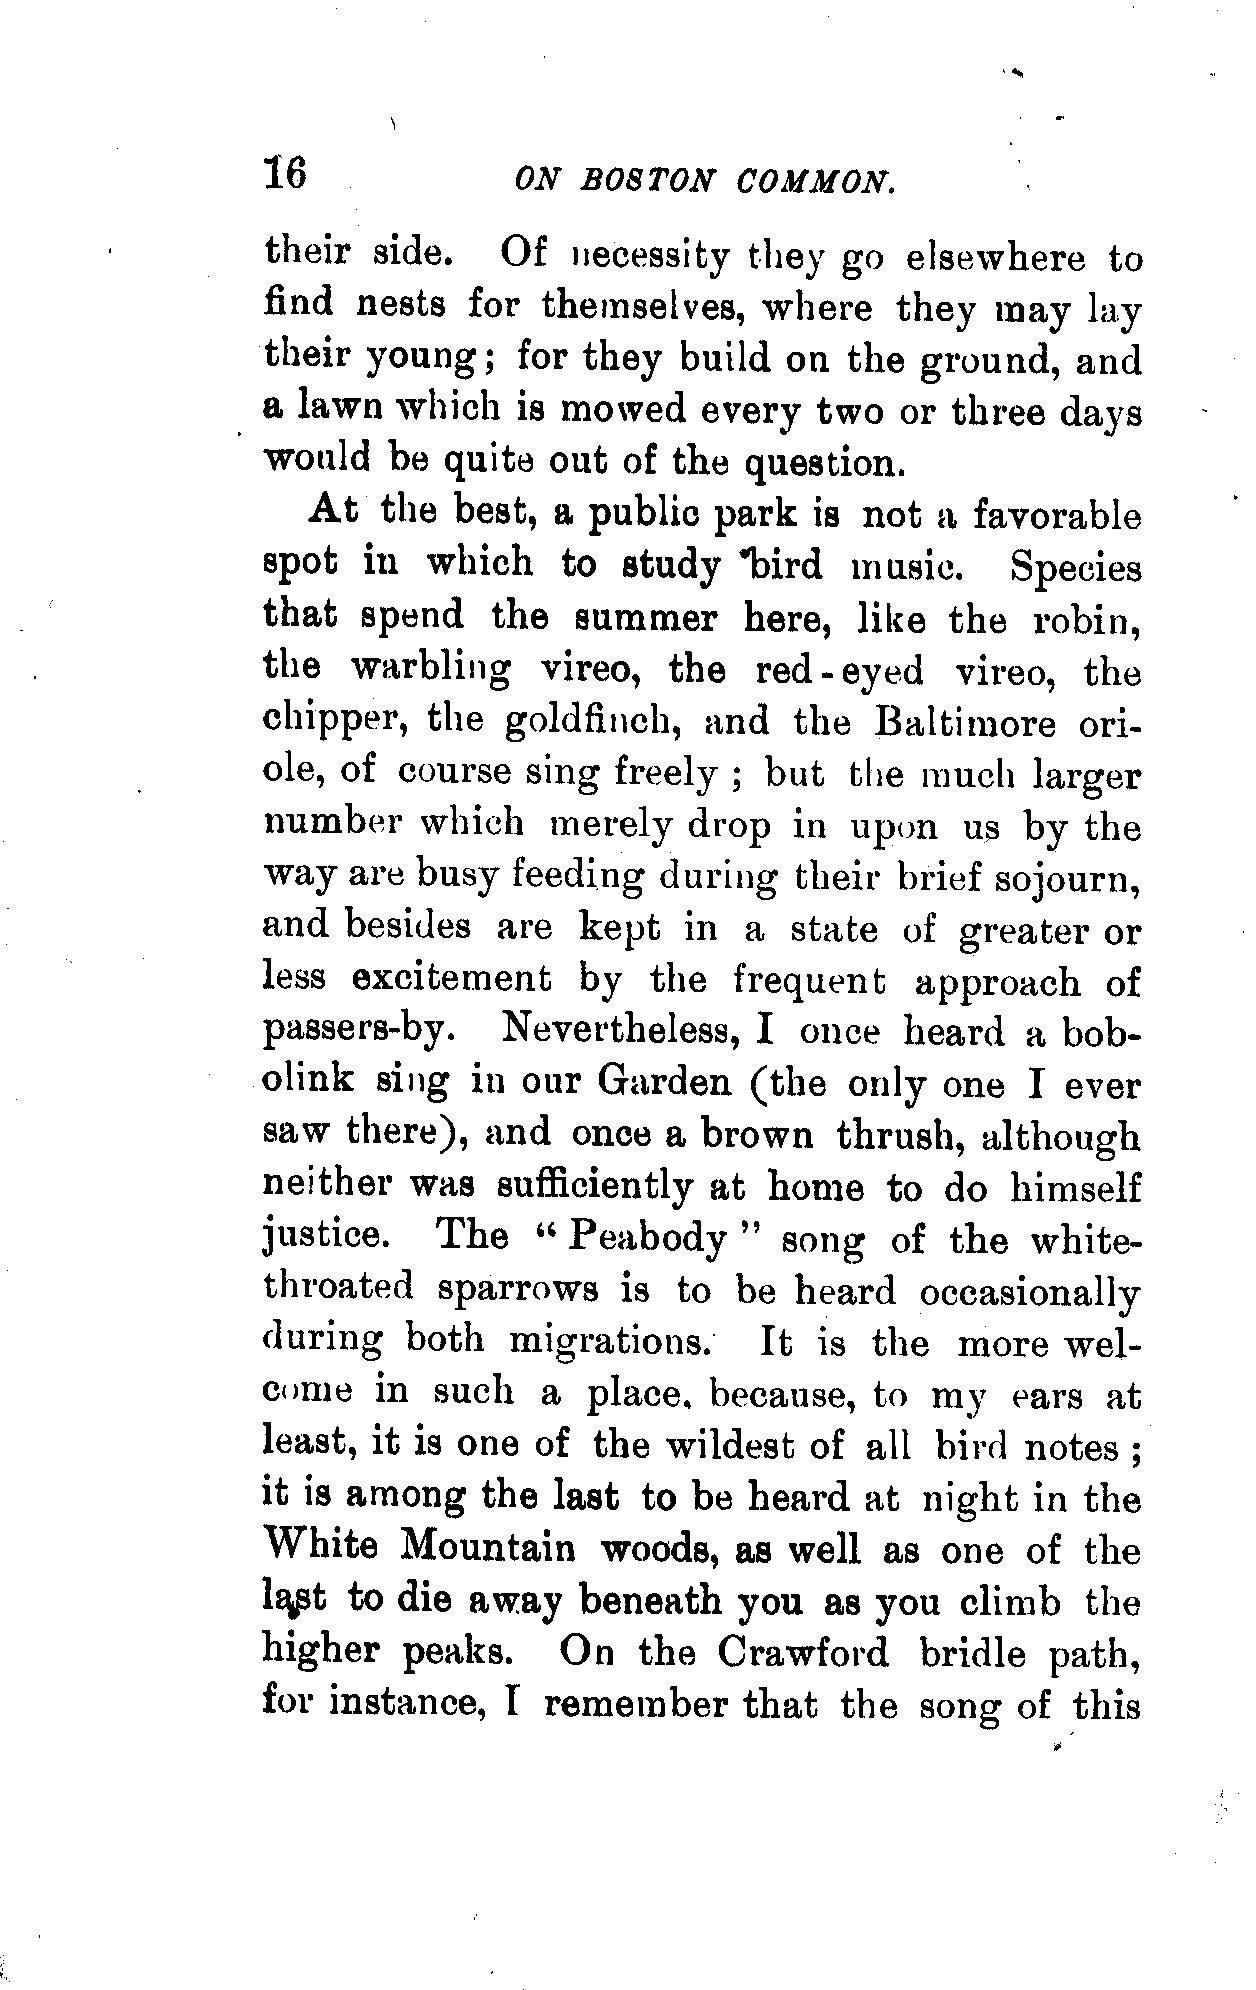 16 ON BOSTON COMMON.
their side. Of necessity they go elsewhere to
find nests for themselves, where they may lay
their young; for they build on the ground, and
a lawn which is mowed every two or three days
would be quite out of the question.
At the best, a public park is not a favorable
spot in which to study bird music. Species
that spend the summer here, like the robin,
the warbling vireo, the red-eyed vireo, the
chipper, the goldfinch, and the Baltimore ori-
ole, of course sing freely; but the much larger
number which merely drop in upon us by the
way are busy feeding during their brief sojourn,
and besides are kept in a state of greater or
less excitement by the frequent approach of
passers-by. Nevertheless, I once heard a bob-
olink sing in our Garden (the only one I ever
saw there), and once a brown thrush, although
neither was sufficiently at home to do himself
justice. The "Peabody" song of the white-
throated sparrows is to be heard occasionally
during both migrations. It is the more wel-
come in such a place, because, to my ears at
least, it is one of the wildest of all bird notes;
it is among the last to be heard at night in the
White Mountain woods, as well as one of the
last to die away beneath you as you climb the
higher peaks. On the Crawford bridle path,
for instance, I remember that the song of this